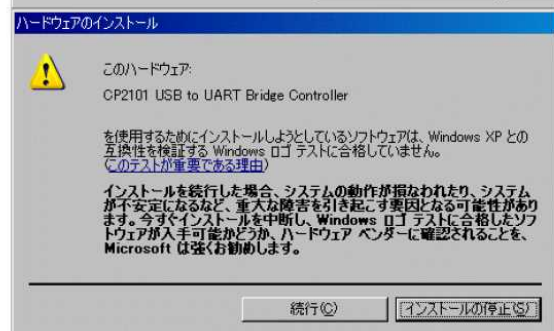 ハードウェアのインストール
このハードウェア:
CP2101 USB to UART Bridge Controller
を使用するためにインストールしようとしているソフトウェアは、Windows XP との
互換性を検証する Windows ロゴ テストに合格していません。
(このテストが重要である理由)
インストールを続行した場合、システムの動作が損なわれたり、システム
が不安定になるなど、重大な障害を引き起こす要因となる可能性があり
ます。今すぐインストールを中断し、Windows ロゴ テストに合格したソフ
トウェアが入手可能かどうか、ハードウェア ベンダーに確認されることを、
Microsoft は強くお勧めします。
続行(C) インストールの停止(S)